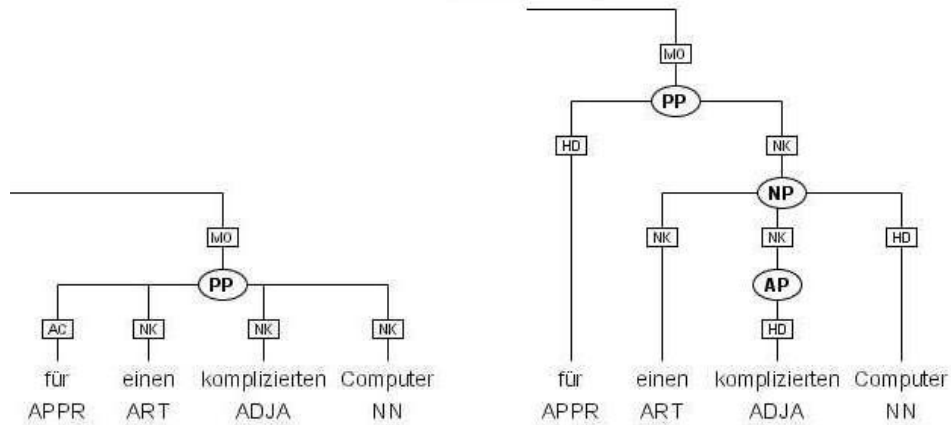 MO
PP
HD NK
NP
NK NK HD
AP
HD
für einen komplizierten Computer
APPR ART ADJA NN
MO
PP
AC NK NK NK
für einen komplizierten Computer
APPR ART ADJA NN